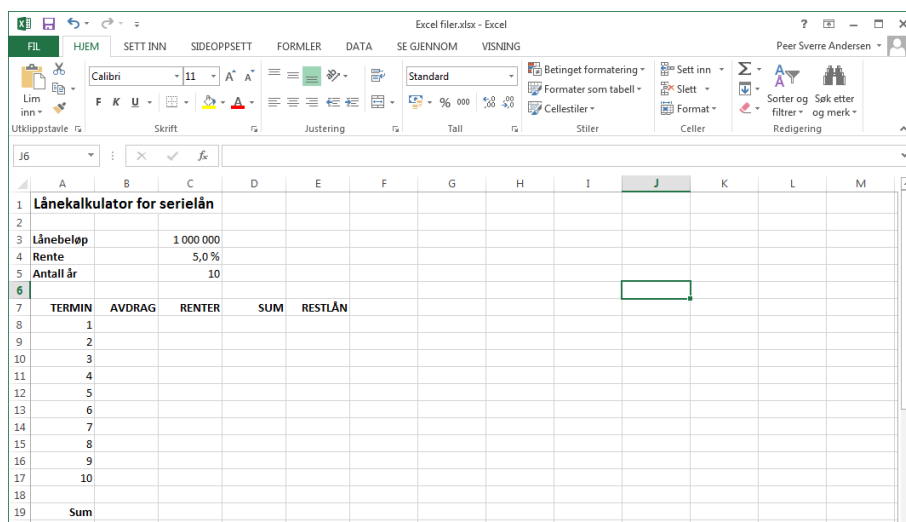 Excel filer.xlsx - Excel
FIL HJEM SETT INN SIDEOPPSETT FORMLER DATA SE GJENNOM VISNING Peer Sverre Andersen
Lim inn
Calibri 11 A A
F K U A
Standard
% 000 ,00 ,0
Betinget formatering
Formater som tabell
Cellestiler
Sett inn
Slett
Format
Σ
Sorter og filtrer
Søk etter og merk
Utklippstavle Skrift Justering Tall Stiler Celler Redigering
J6 fx
A B C D E F G H I J K L M
1 Lånekalkulator for serielån
2
3 Lånebeløp 1 000 000
4 Rente 5,0 %
5 Antall år 10
6
7 TERMIN AVDRAG RENTER SUM RESTLÅN
8 1
9 2
10 3
11 4
12 5
13 6
14 7
15 8
16 9
17 10
18
19 Sum